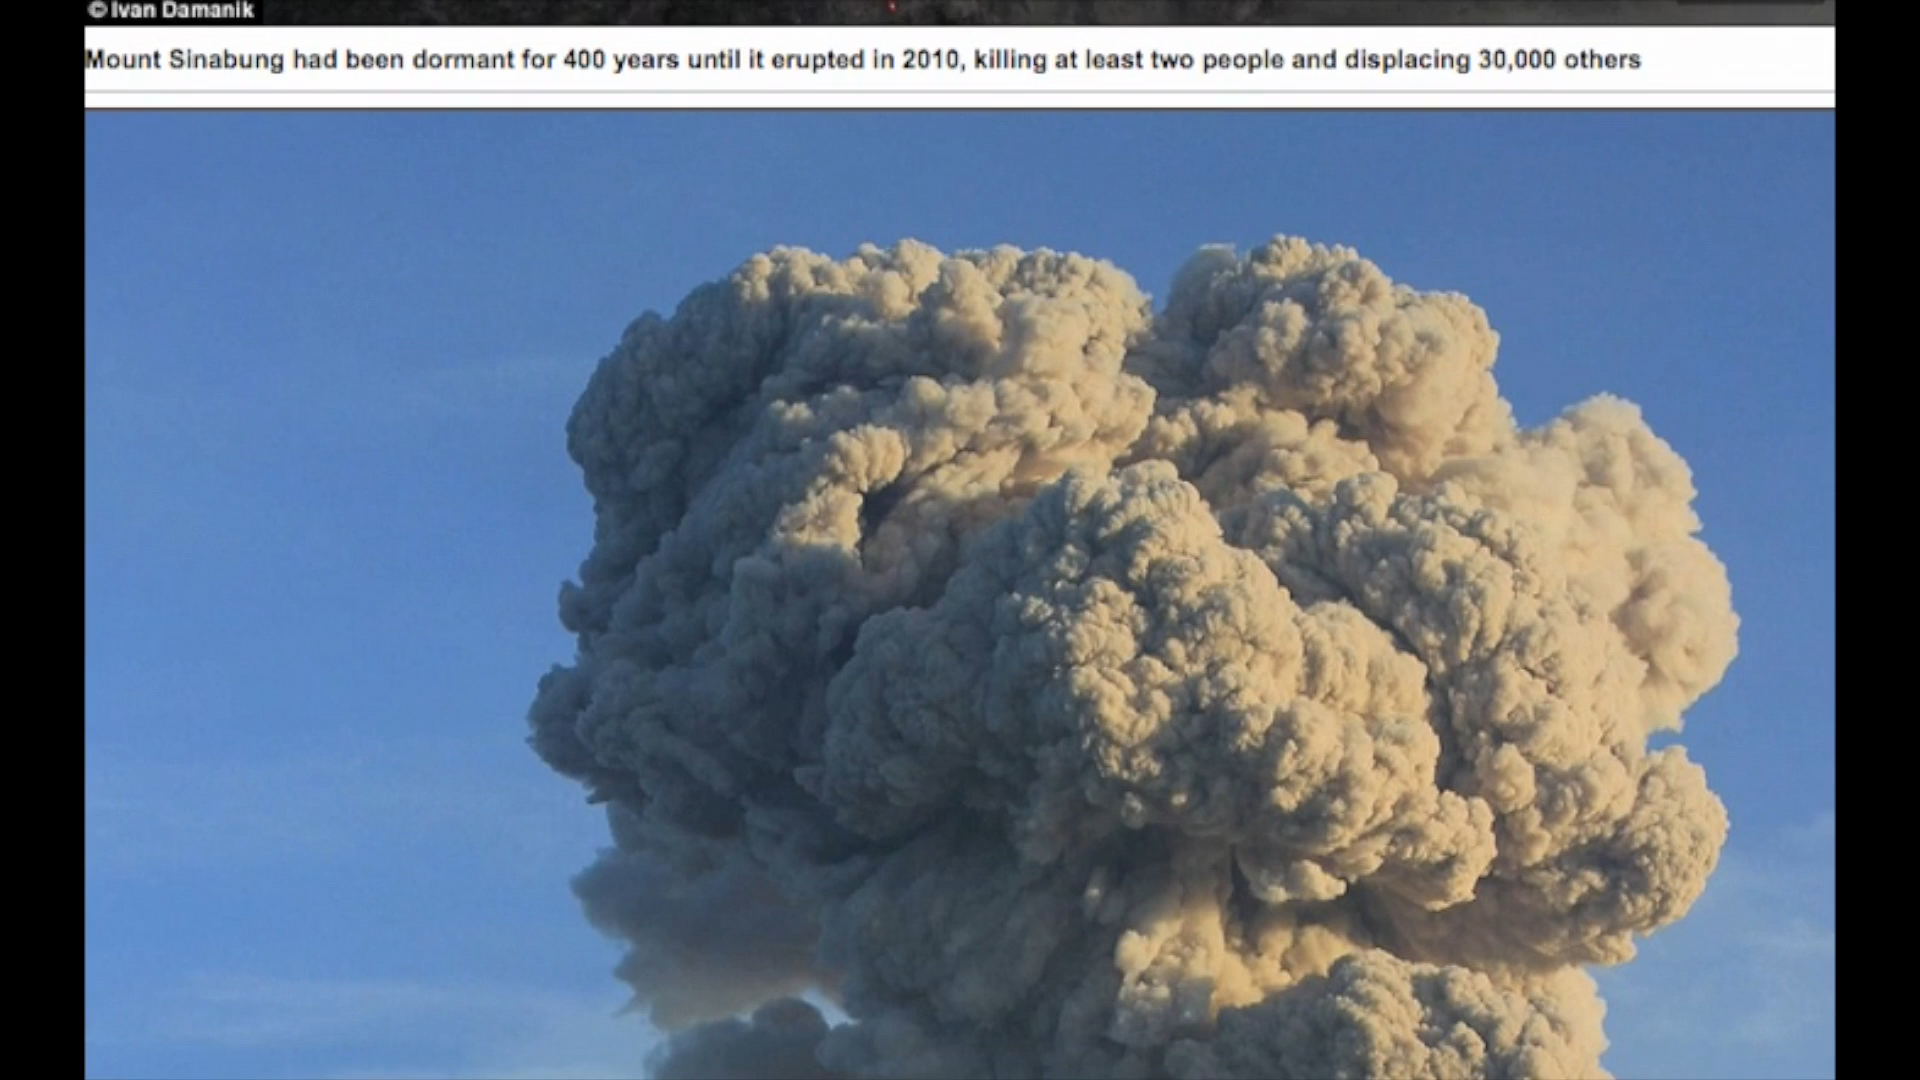 © Ivan Damanik
Mount Sinabung had been dormant for 400 years until it erupted in 2010, killing at least two people and displacing 30,000 others